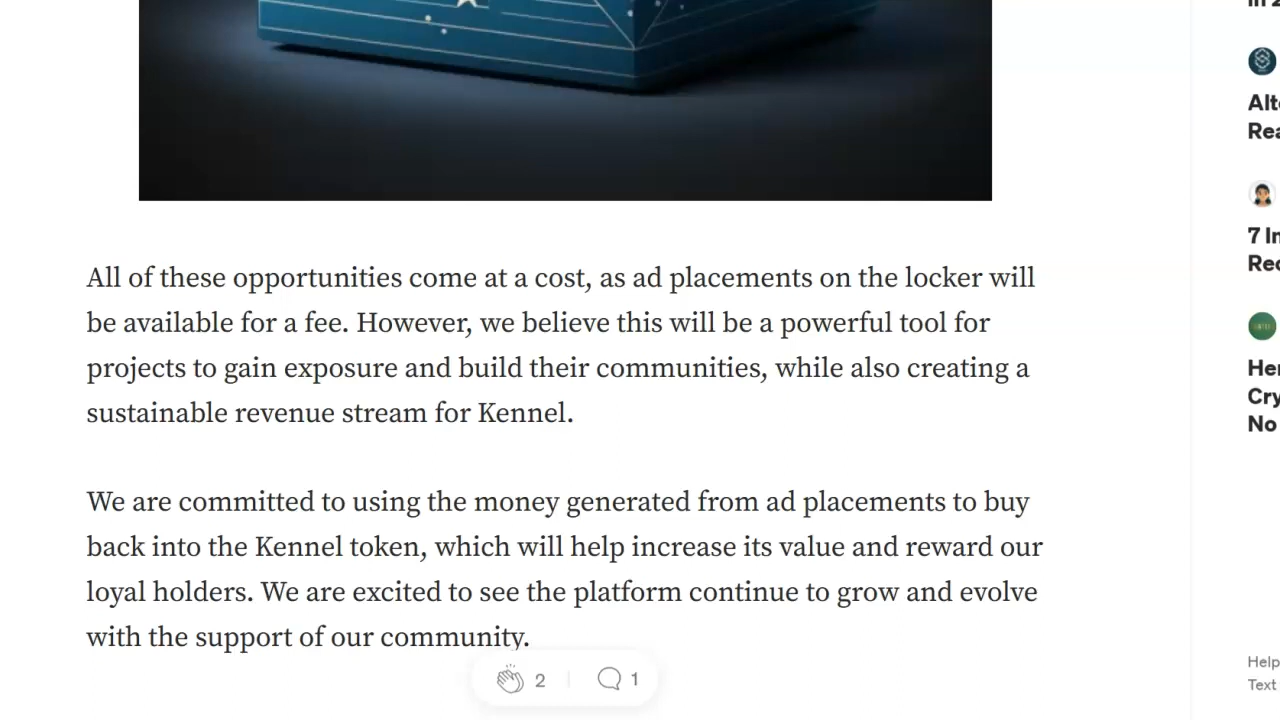 All of these opportunities come at a cost, as ad placements on the locker will
be available for a fee. However, we believe this will be a powerful tool for
projects to gain exposure and build their communities, while also creating a
sustainable revenue stream for Kennel.
We are committed to using the money generated from ad placements to buy
back into the Kennel token, which will help increase its value and reward our
loyal holders. We are excited to see the platform continue to grow and evolve
with the support of our community.
2
1
7
No
Help
Text